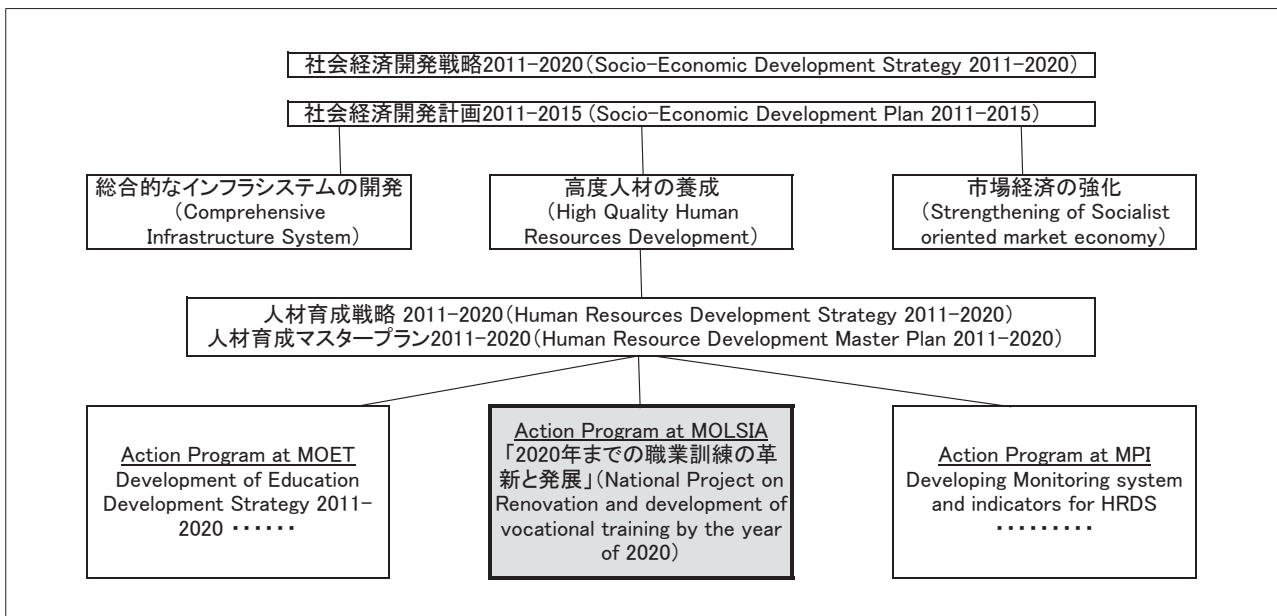 社会経済開発戦略2011-2020(Socio-Economic Development Strategy 2011-2020)
社会経済開発計画2011-2015 (Socio-Economic Development Plan 2011-2015)
総合的なインフラシステムの開発
(Comprehensive
Infrastructure System)
高度人材の養成
(High Quality Human
Resources Development)
市場経済の強化
(Strengthening of Socialist
oriented market economy)
人材育成戦略 2011-2020(Human Resources Development Strategy 2011-2020)
人材育成マスタープラン2011-2020(Human Resource Development Master Plan 2011-2020)
Action Program at MOET
Development of Education
Development Strategy 2011-
2020 ・・・・・・
Action Program at MOLSIA
「2020年までの職業訓練の革
新と発展」(National Project on
Renovation and development of
vocational training by the year
of 2020)
Action Program at MPI
Developing Monitoring system
and indicators for HRDS
・・・・・・・・・